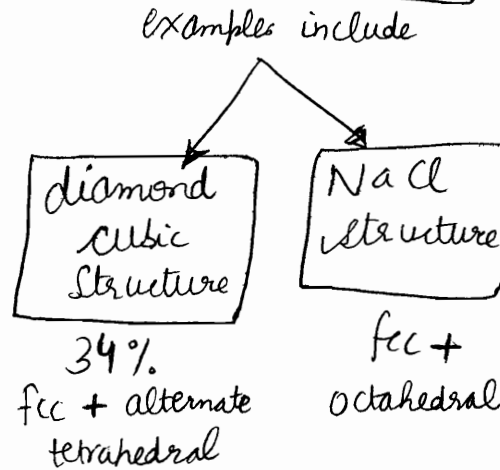 examples include
diamond
cubic
structure
NaCl
structure
34%
fcc + alternate
tetrahedral
fcc +
octahedral